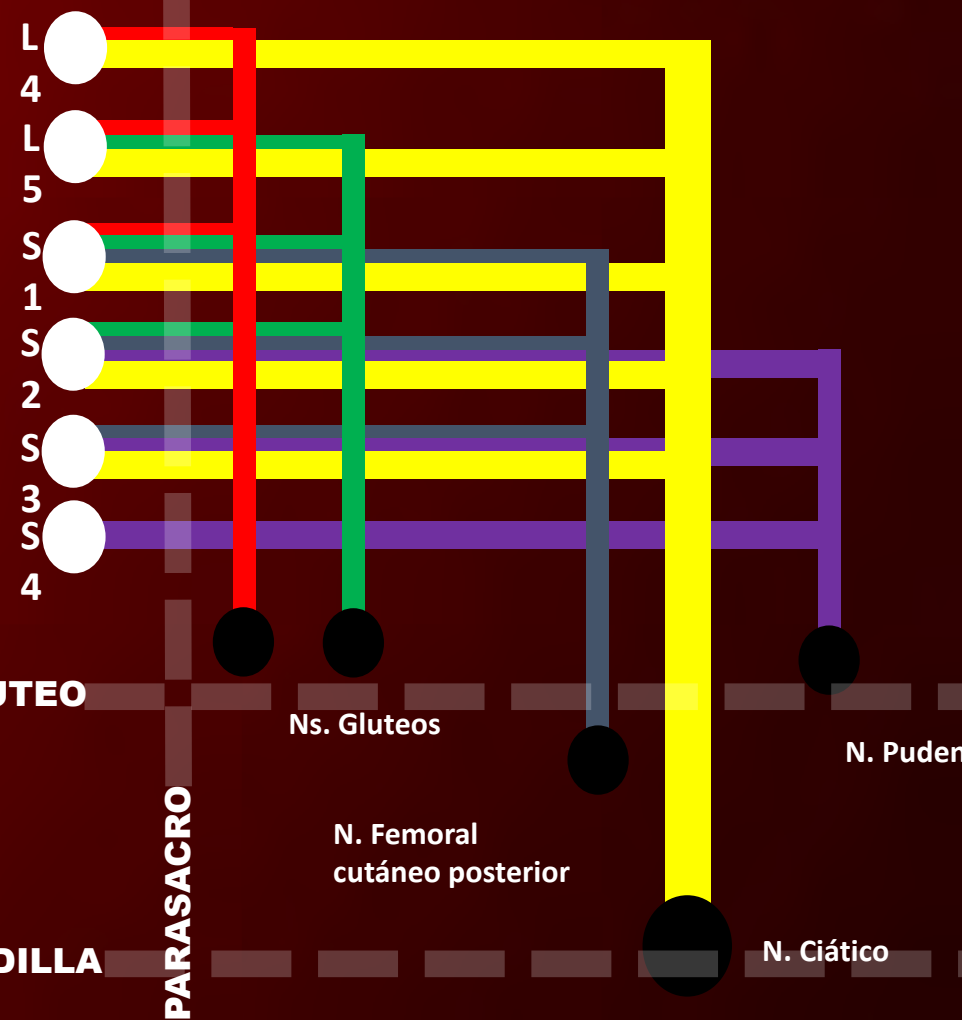 L
4
L
5
S
1
S
2
S
3
S
4
UTEO
Ns. Gluteos
N. Puden
N. Femoral
cutáneo posterior
PARASACRO
DILLA
N. Ciático